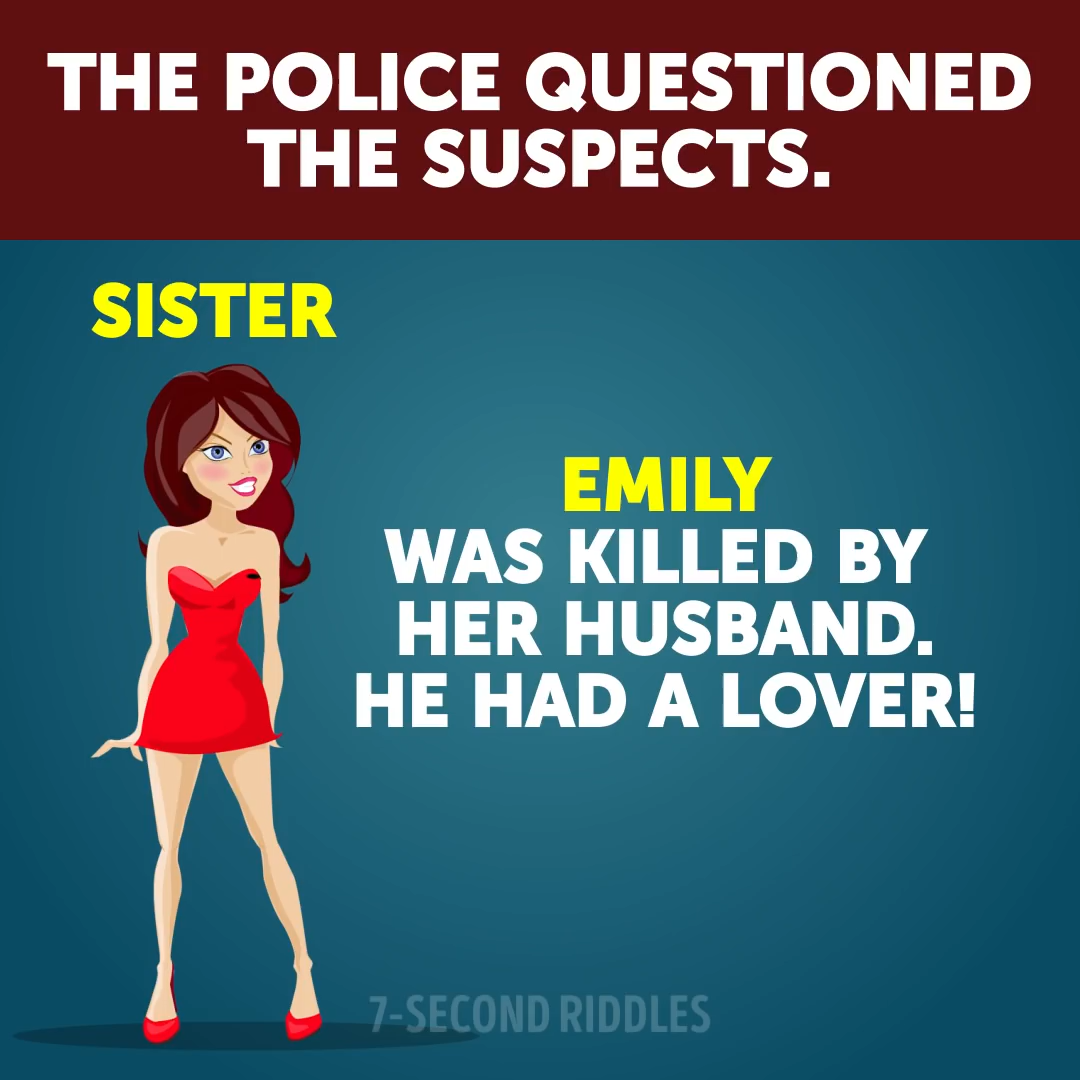 THE POLICE QUESTIONED
THE SUSPECTS.
SISTER
EMILY
WAS KILLED BY
HER HUSBAND.
HE HAD A LOVER!
7-SECOND RIDDLES